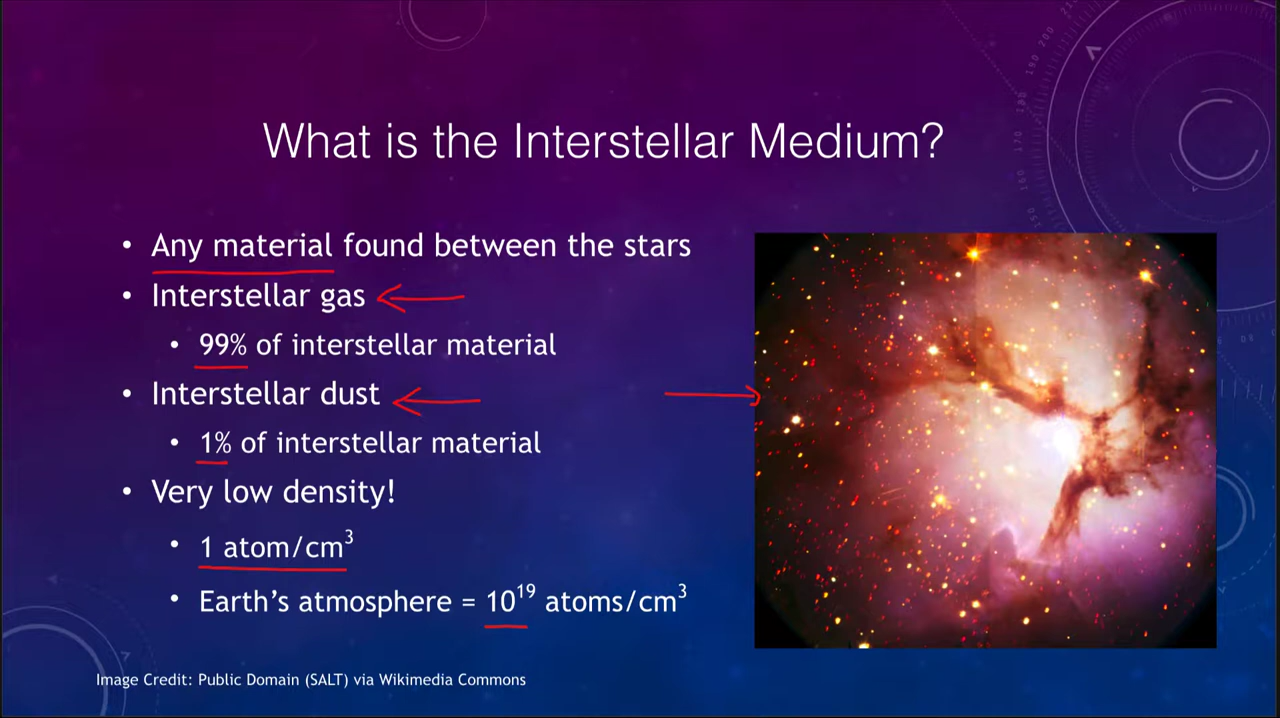 What is the Interstellar Medium?
• Any material found between the stars
• Interstellar gas
• 99% of interstellar material
• Interstellar dust
• 1% of interstellar material
• Very low density!
• 1 atom/cm³
• Earth's atmosphere = 10¹⁹ atoms/cm³
Image Credit: Public Domain (SALT) via Wikimedia Commons